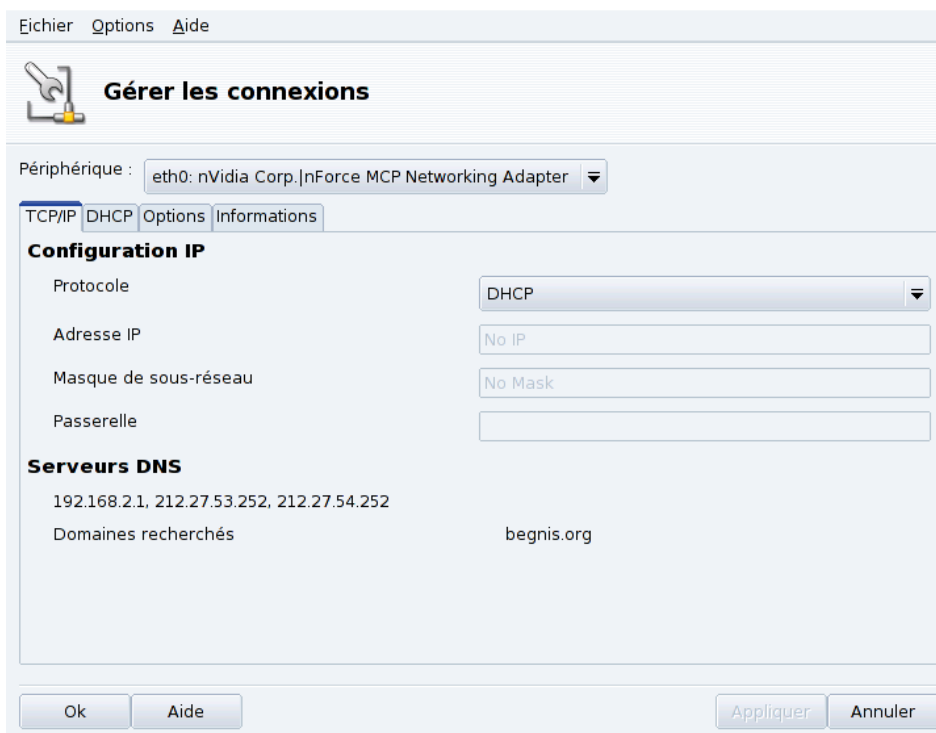 Fichier Options Aide
Gérer les connexions
Périphérique : eth0: nVidia Corp.|nForce MCP Networking Adapter
TCP/IP DHCP Options Informations
Configuration IP
Protocole DHCP
Adresse IP No IP
Masque de sous-réseau No Mask
Passerelle
Serveurs DNS
192.168.2.1, 212.27.53.252, 212.27.54.252
Domaines recherchés begnis.org
Ok Aide Appliquer Annuler